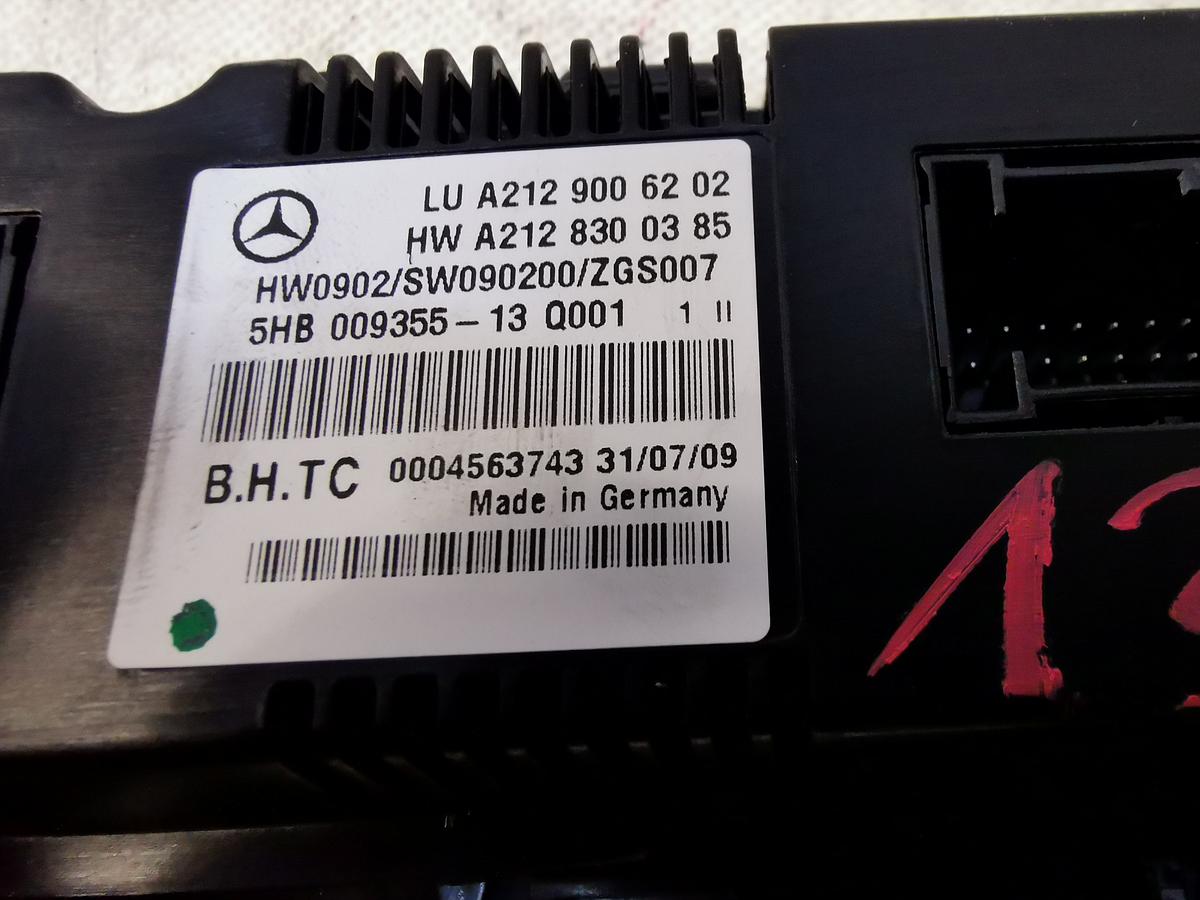 LU A212 900 62 02
HW A212 830 03 85
HW0902/SW090200/ZGS007
5HB 009355-13 Q001 1 II
B.H.TC 0004563743 31/07/09
Made in Germany